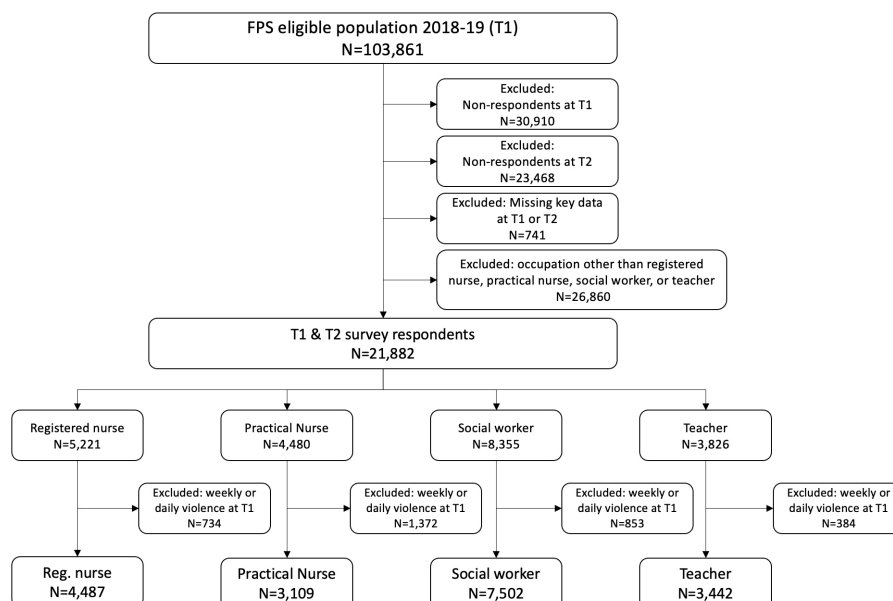 FPS eligible population 2018-19 (T1)
N=103,861
Excluded:
Non-respondents at T1
N=30,910
Excluded:
Non-respondents at T2
N=23,468
Excluded: Missing key data
at T1 or T2
N=741
Excluded: occupation other than registered
nurse, practical nurse, social worker, or teacher
N=26,860
T1 & T2 survey respondents
N=21,882
Registered nurse
N=5,221
Practical Nurse
N=4,480
Social worker
N=8,355
Teacher
N=3,826
Excluded: weekly or
daily violence at T1
N=734
Excluded: weekly or
daily violence at T1
N=1,372
Excluded: weekly or
daily violence at T1
N=853
Excluded: weekly or
daily violence at T1
N=384
Reg. nurse
N=4,487
Practical Nurse
N=3,109
Social worker
N=7,502
Teacher
N=3,442